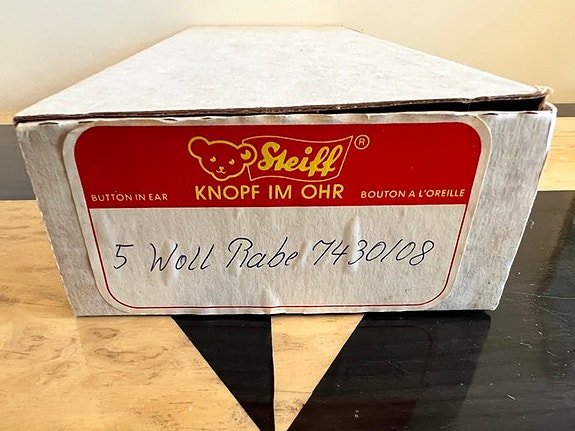 Steiff ®
BUTTON IN EAR KNOPF IM OHR BOUTON A L'OREILLE
5 Woll Rabe 7430/08